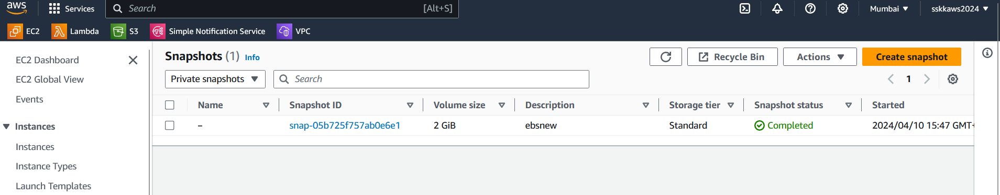 aws Services Search [Alt+S] Mumbai sskkaws2024
EC2 Lambda S3 Simple Notification Service VPC
EC2 Dashboard
EC2 Global View
Events
Instances
Instances
Instance Types
Launch Templates
Snapshots (1) Info Recycle Bin Actions Create snapshot
Private snapshots Search 1
Name Snapshot ID Volume size Description Storage tier Snapshot status Started
– snap-05b725f757ab0e6e1 2 GiB ebsnew Standard Completed 2024/04/10 15:47 GMT+